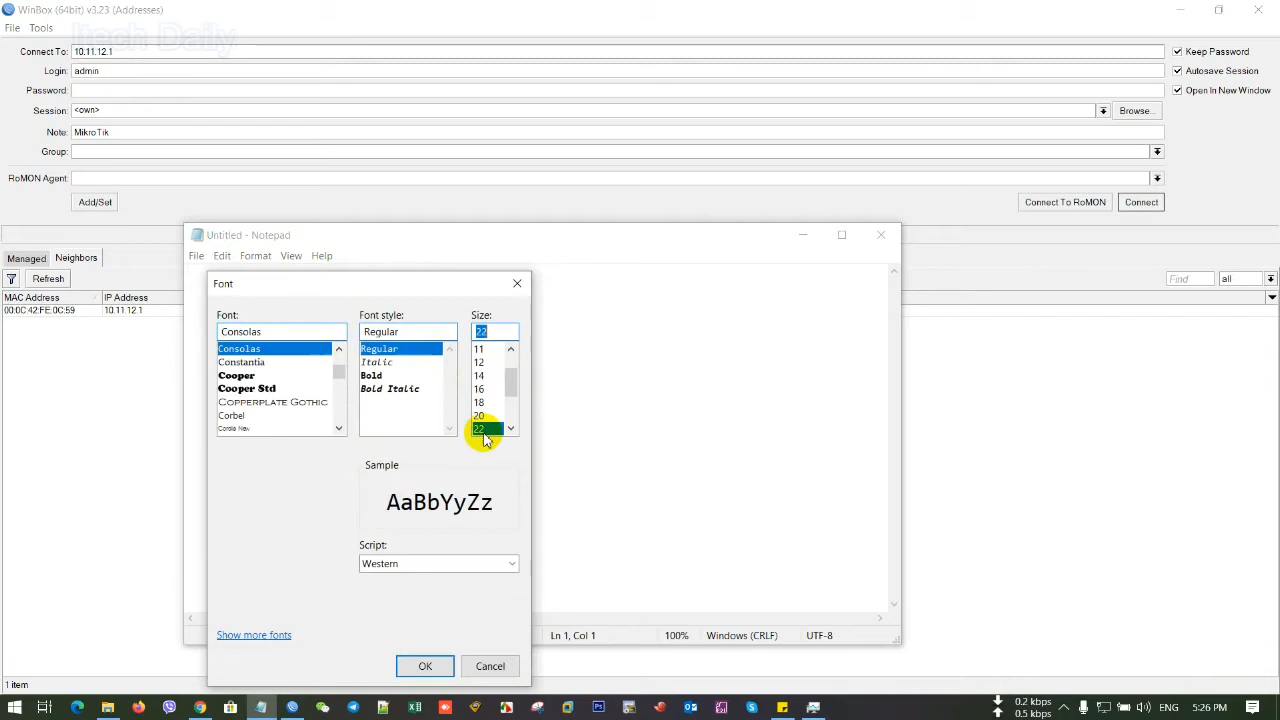 WinBox (64bit) v3.23 (Addresses)
File Tools
Itech Daily
Connect To: 10.11.12.1
Keep Password
Login: admin
Autosave Session
Password:
Open In New Window
Session: <own>
Browse...
Note: MikroTik
Group:
RoMON Agent:
Add/Set
Connect To RoMON
Connect
Managed
Neighbors
Refresh
Find
all
MAC Address
IP Address
00:0C:42:FE:0C:59
10.11.12.1
Untitled - Notepad
File Edit Format View Help
Font
Font:
Font style:
Size:
Consolas
Regular
22
Consolas
Constantia
Cooper
Cooper Std
Copperplate Gothic
Corbel
Cordia New
Regular
Italic
Bold
Bold Italic
11
12
14
16
18
20
22
Sample
AaBbYyZz
Script:
Western
Show more fonts
OK
Cancel
Ln 1, Col 1
100%
Windows (CRLF)
UTF-8
1 item
0.2 kbps
0.5 kbps
ENG
5:26 PM